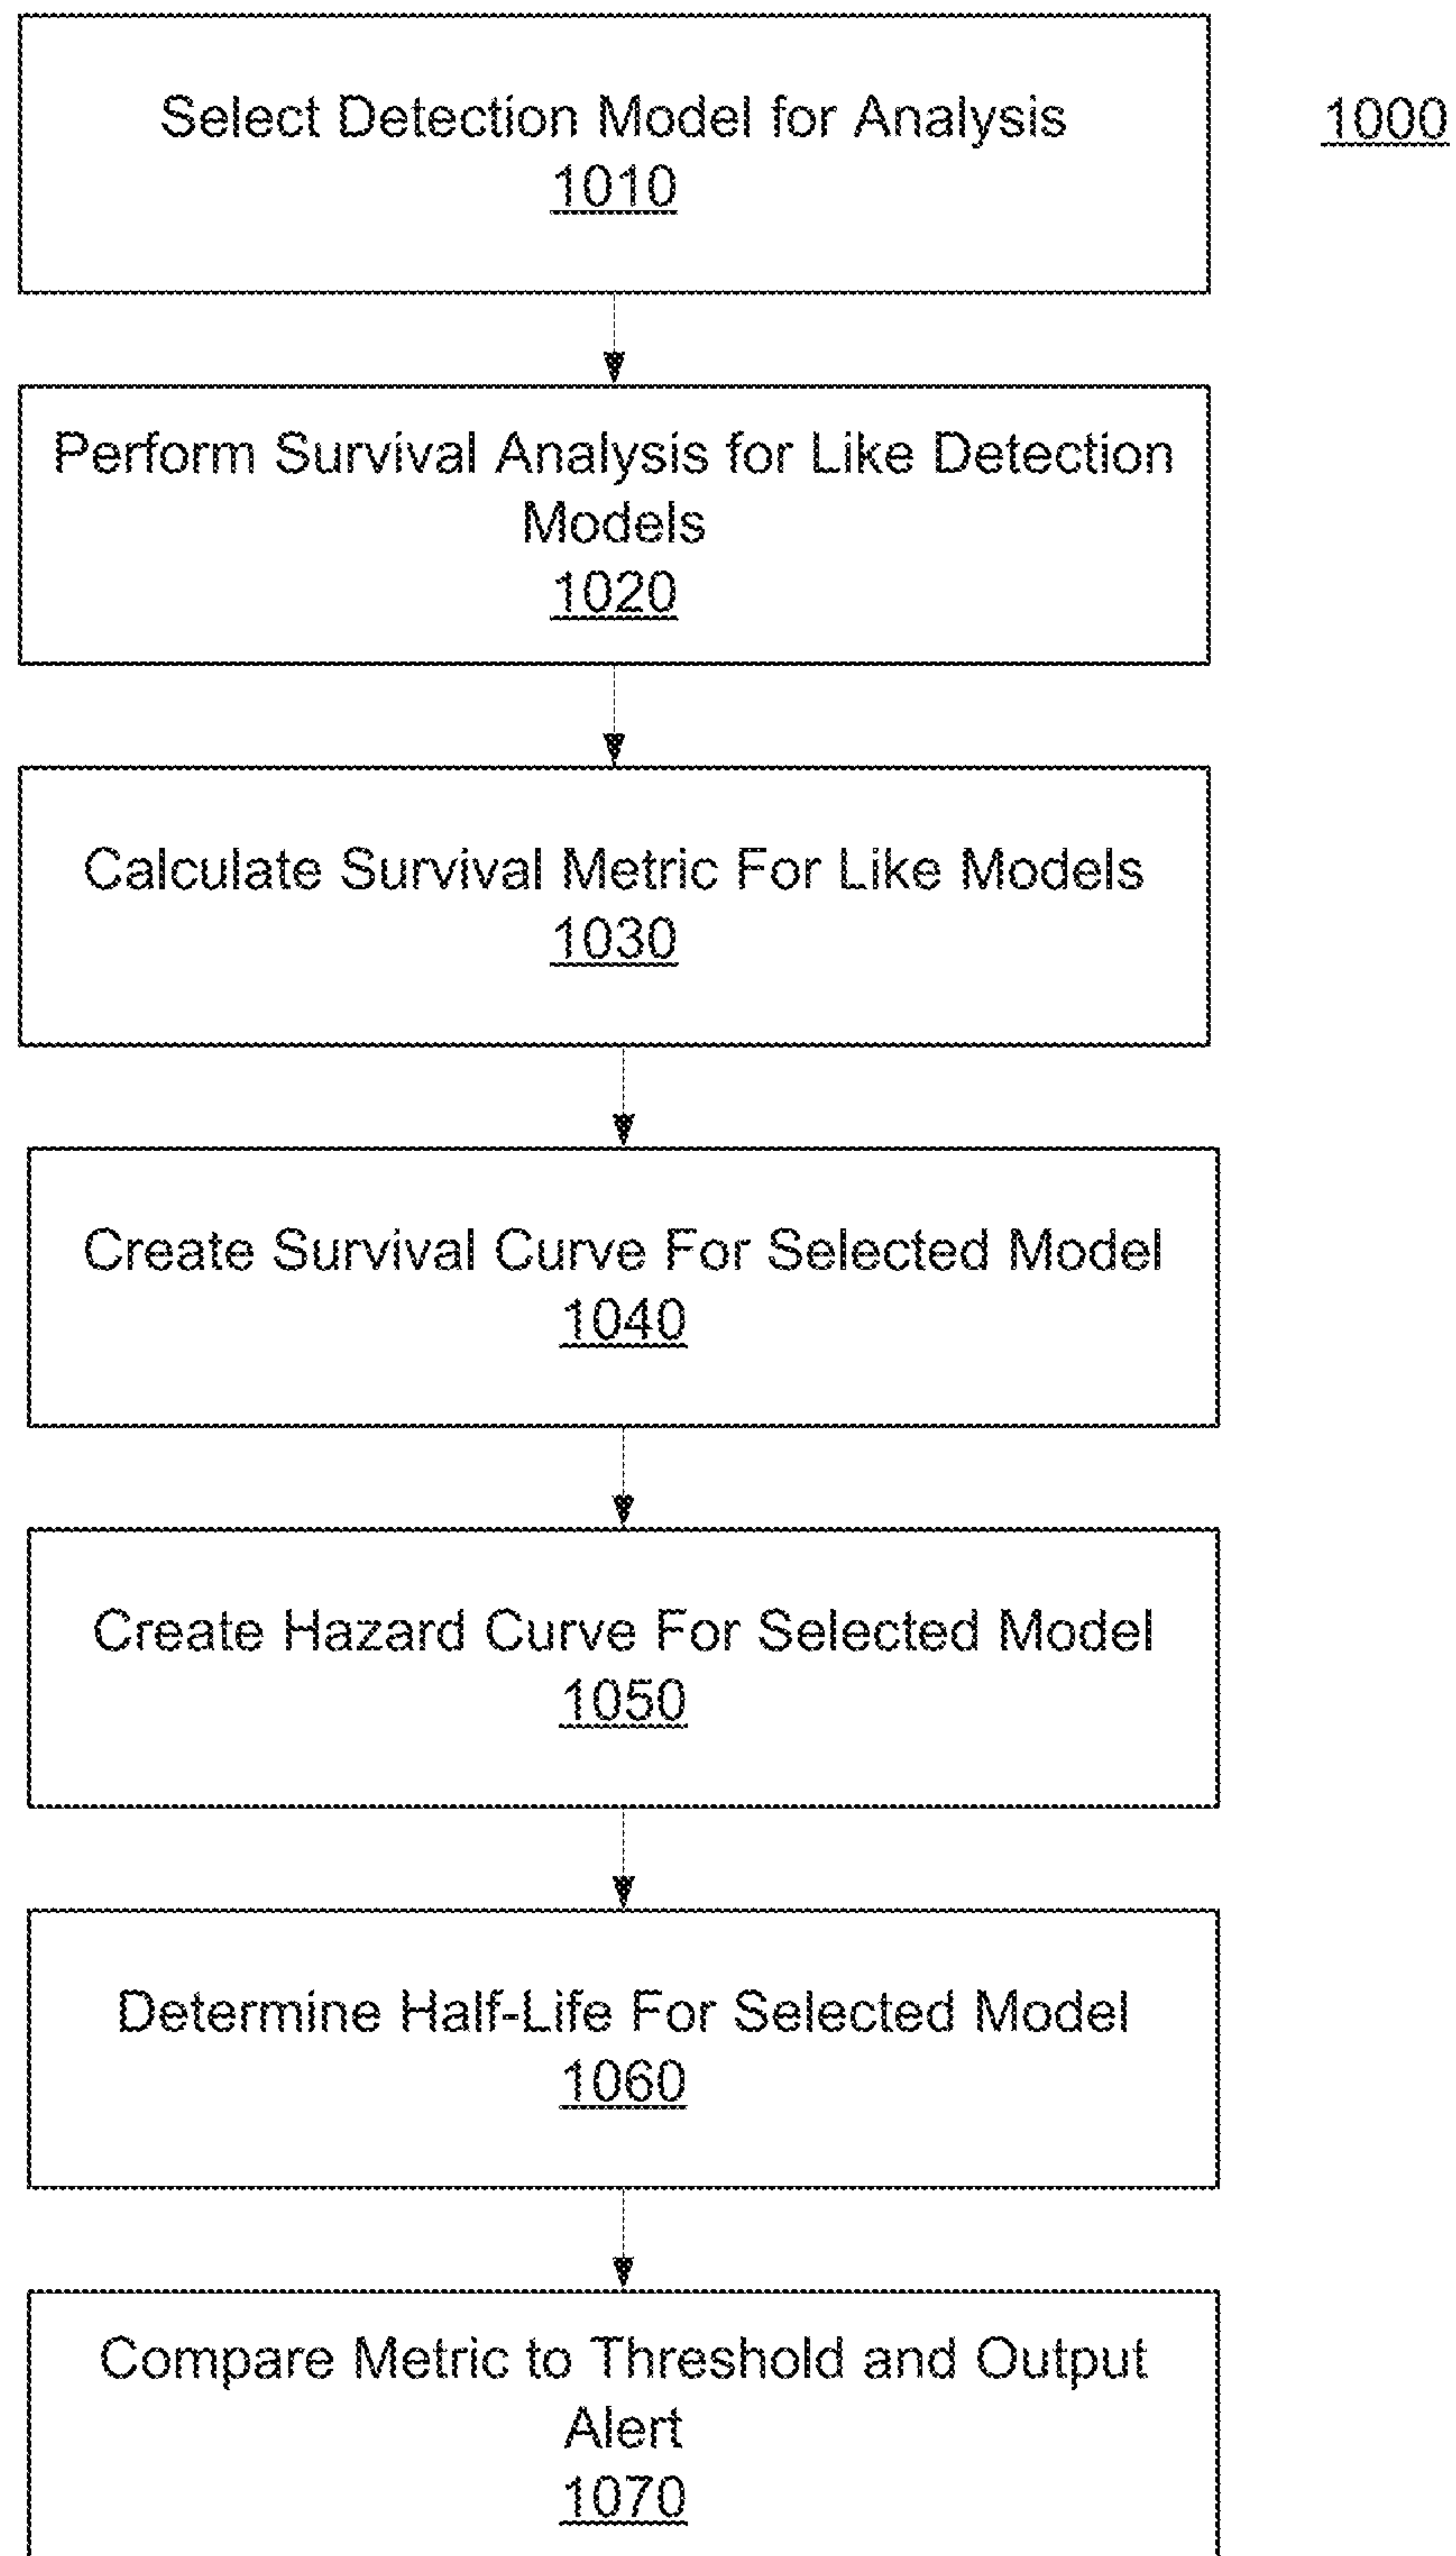 Select Detection Model for Analysis
1010
1000
Perform Survival Analysis for Like Detection
Models
1020
Calculate Survival Metric For Like Models
1030
Create Survival Curve For Selected Model
1040
Create Hazard Curve For Selected Model
1050
Determine Half-Life For Selected Model
1060
Compare Metric to Threshold and Output
Alert
1070